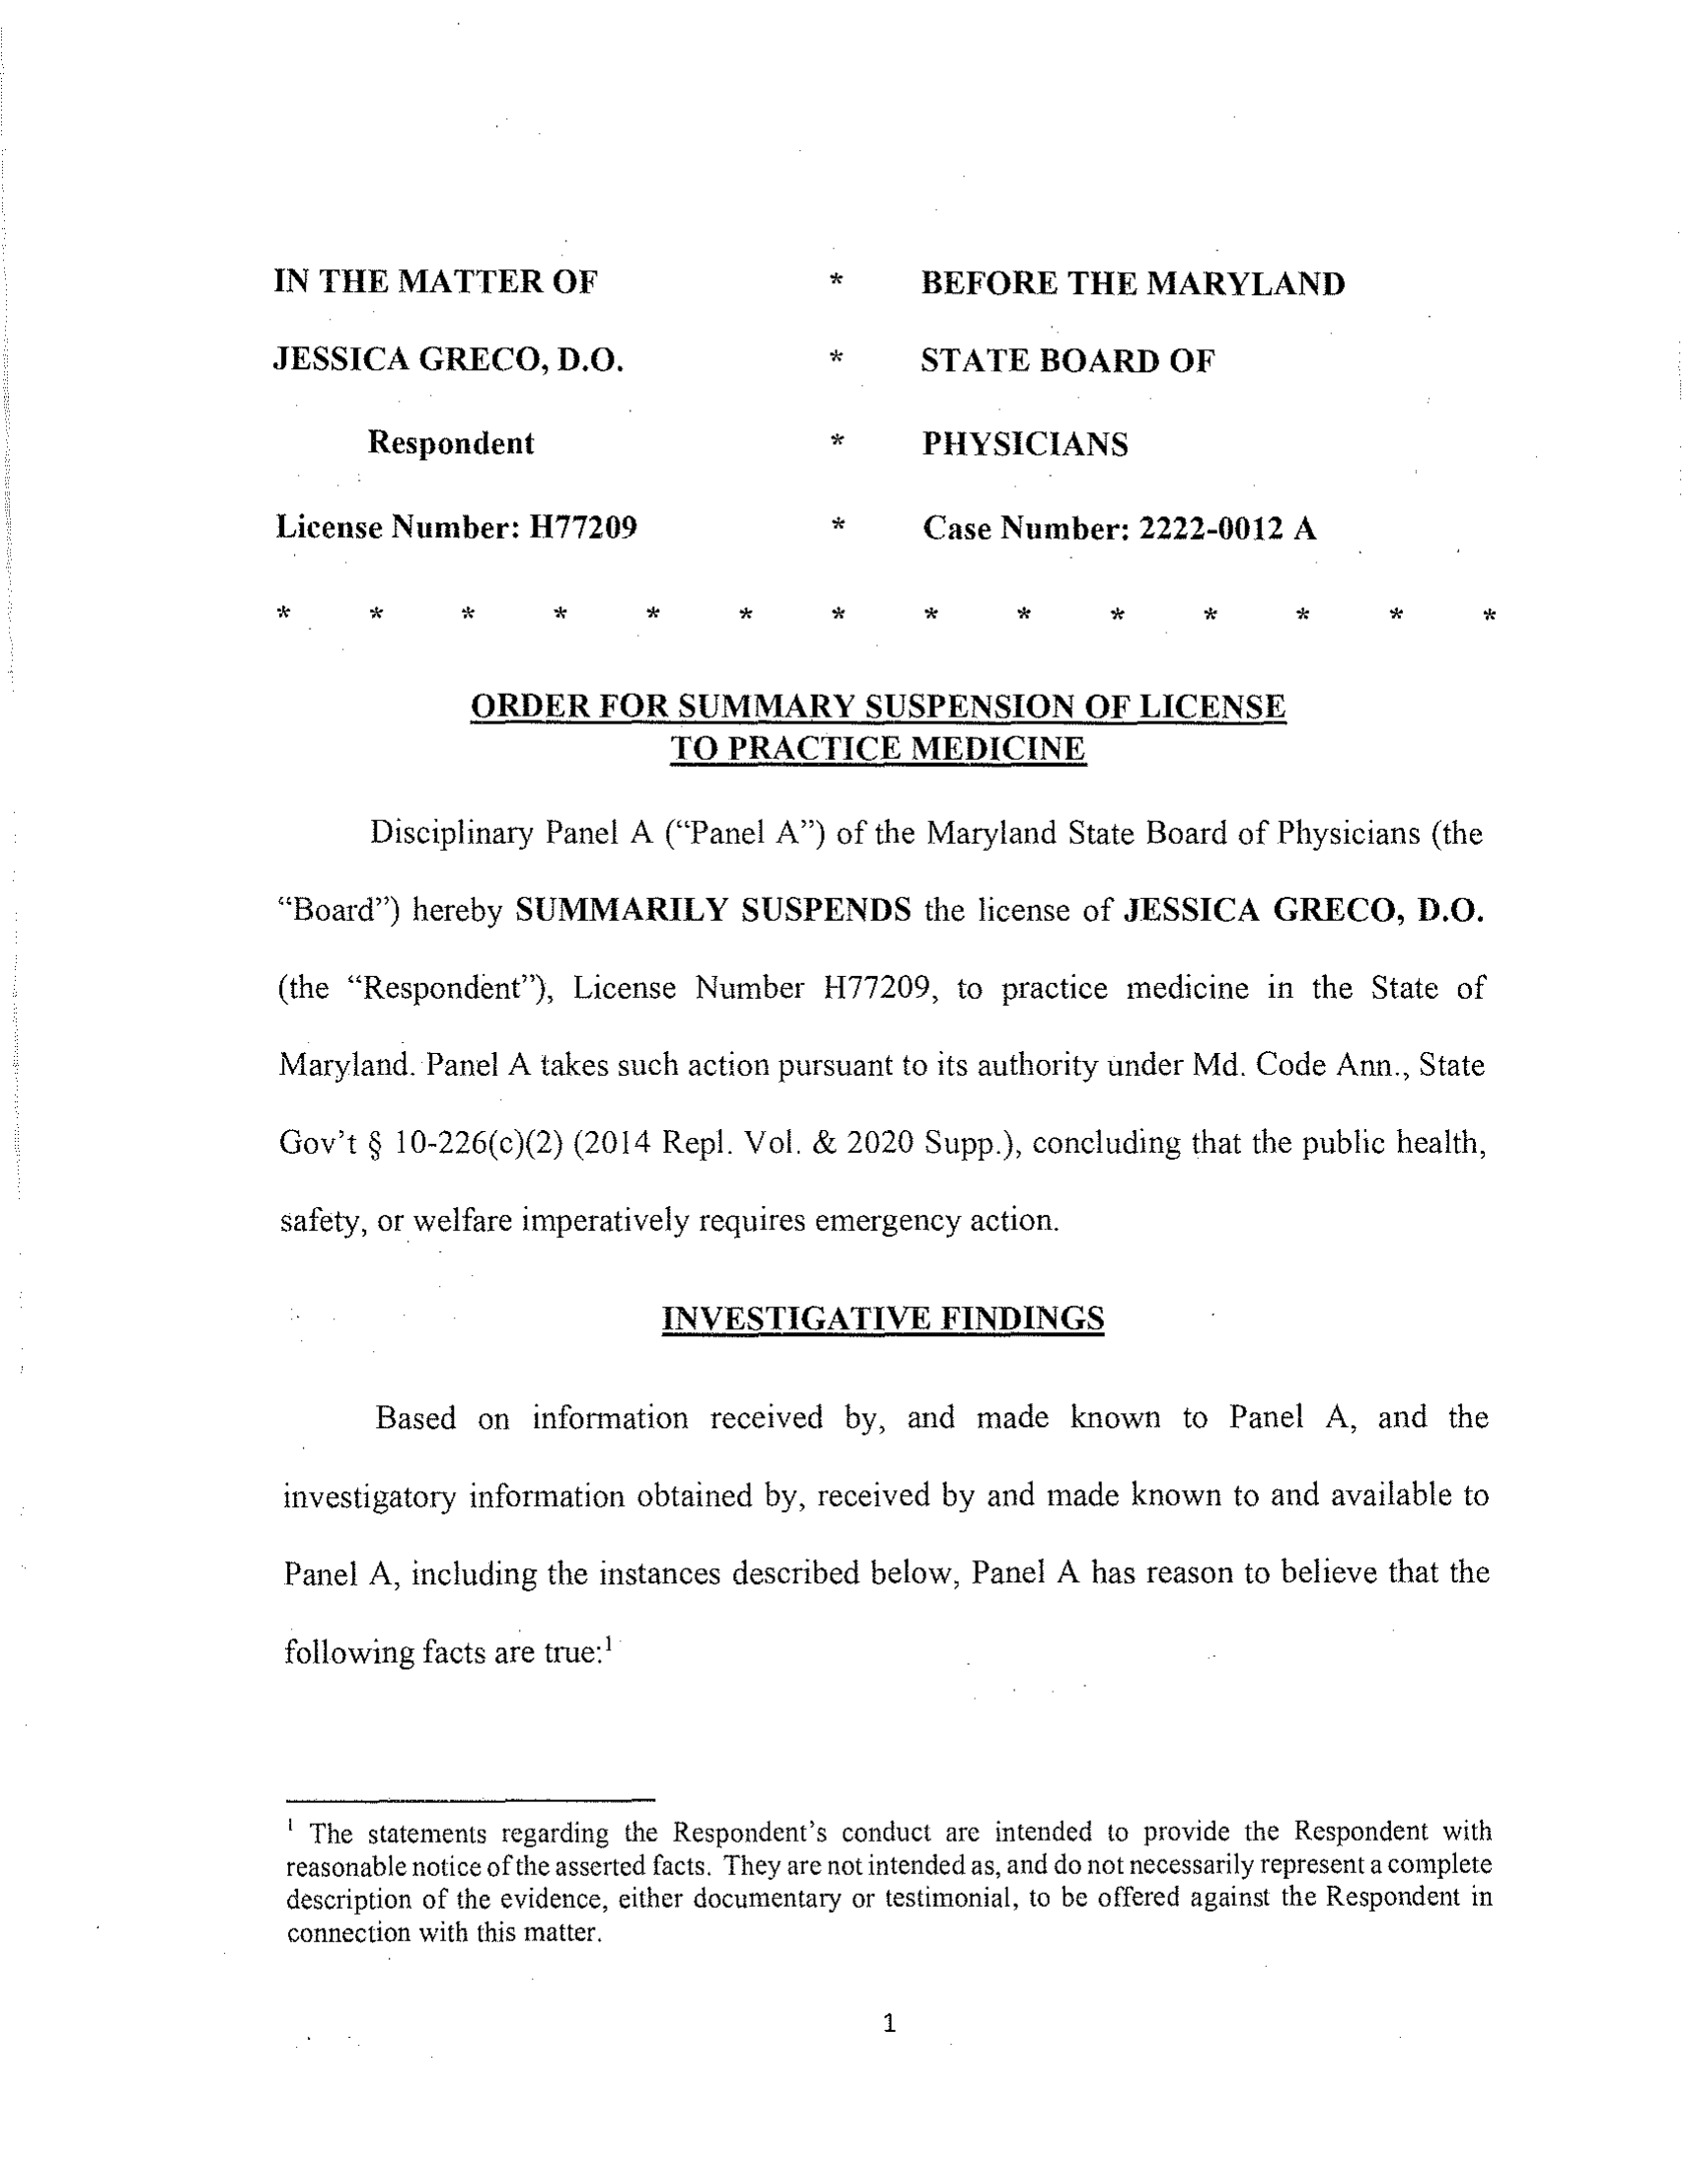 IN THE MATTER OF * BEFORE THE MARYLAND
JESSICA GRECO, D.O. * STATE BOARD OF
Respondent * PHYSICIANS
License Number: H77209 * Case Number: 2222-0012 A
* * * * * * * * * * * * * *
ORDER FOR SUMMARY SUSPENSION OF LICENSE
TO PRACTICE MEDICINE
Disciplinary Panel A (“Panel A”) of the Maryland State Board of Physicians (the
“Board”) hereby SUMMARILY SUSPENDS the license of JESSICA GRECO, D.O.
(the “Respondent”), License Number H77209, to practice medicine in the State of
Maryland. Panel A takes such action pursuant to its authority under Md. Code Ann., State
Gov’t § 10-226(c)(2) (2014 Repl. Vol. & 2020 Supp.), concluding that the public health,
safety, or welfare imperatively requires emergency action.
INVESTIGATIVE FINDINGS
Based on information received by, and made known to Panel A, and the
investigatory information obtained by, received by and made known to and available to
Panel A, including the instances described below, Panel A has reason to believe that the
following facts are true:¹
¹ The statements regarding the Respondent’s conduct are intended to provide the Respondent with
reasonable notice of the asserted facts. They are not intended as, and do not necessarily represent a complete
description of the evidence, either documentary or testimonial, to be offered against the Respondent in
connection with this matter.
1